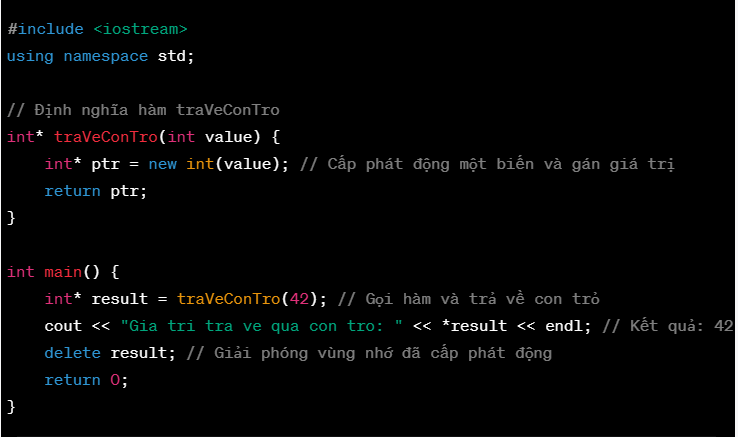 #include <iostream>
using namespace std;
// Định nghĩa hàm traVeConTro
int* traVeConTro(int value) {
    int* ptr = new int(value); // Cấp phát động một biến và gán giá trị
    return ptr;
}
int main() {
    int* result = traVeConTro(42); // Gọi hàm và trả về con trỏ
    cout << "Gia tri tra ve qua con tro: " << *result << endl; // Kết quả: 42
    delete result; // Giải phóng vùng nhớ đã cấp phát động
    return 0;
}